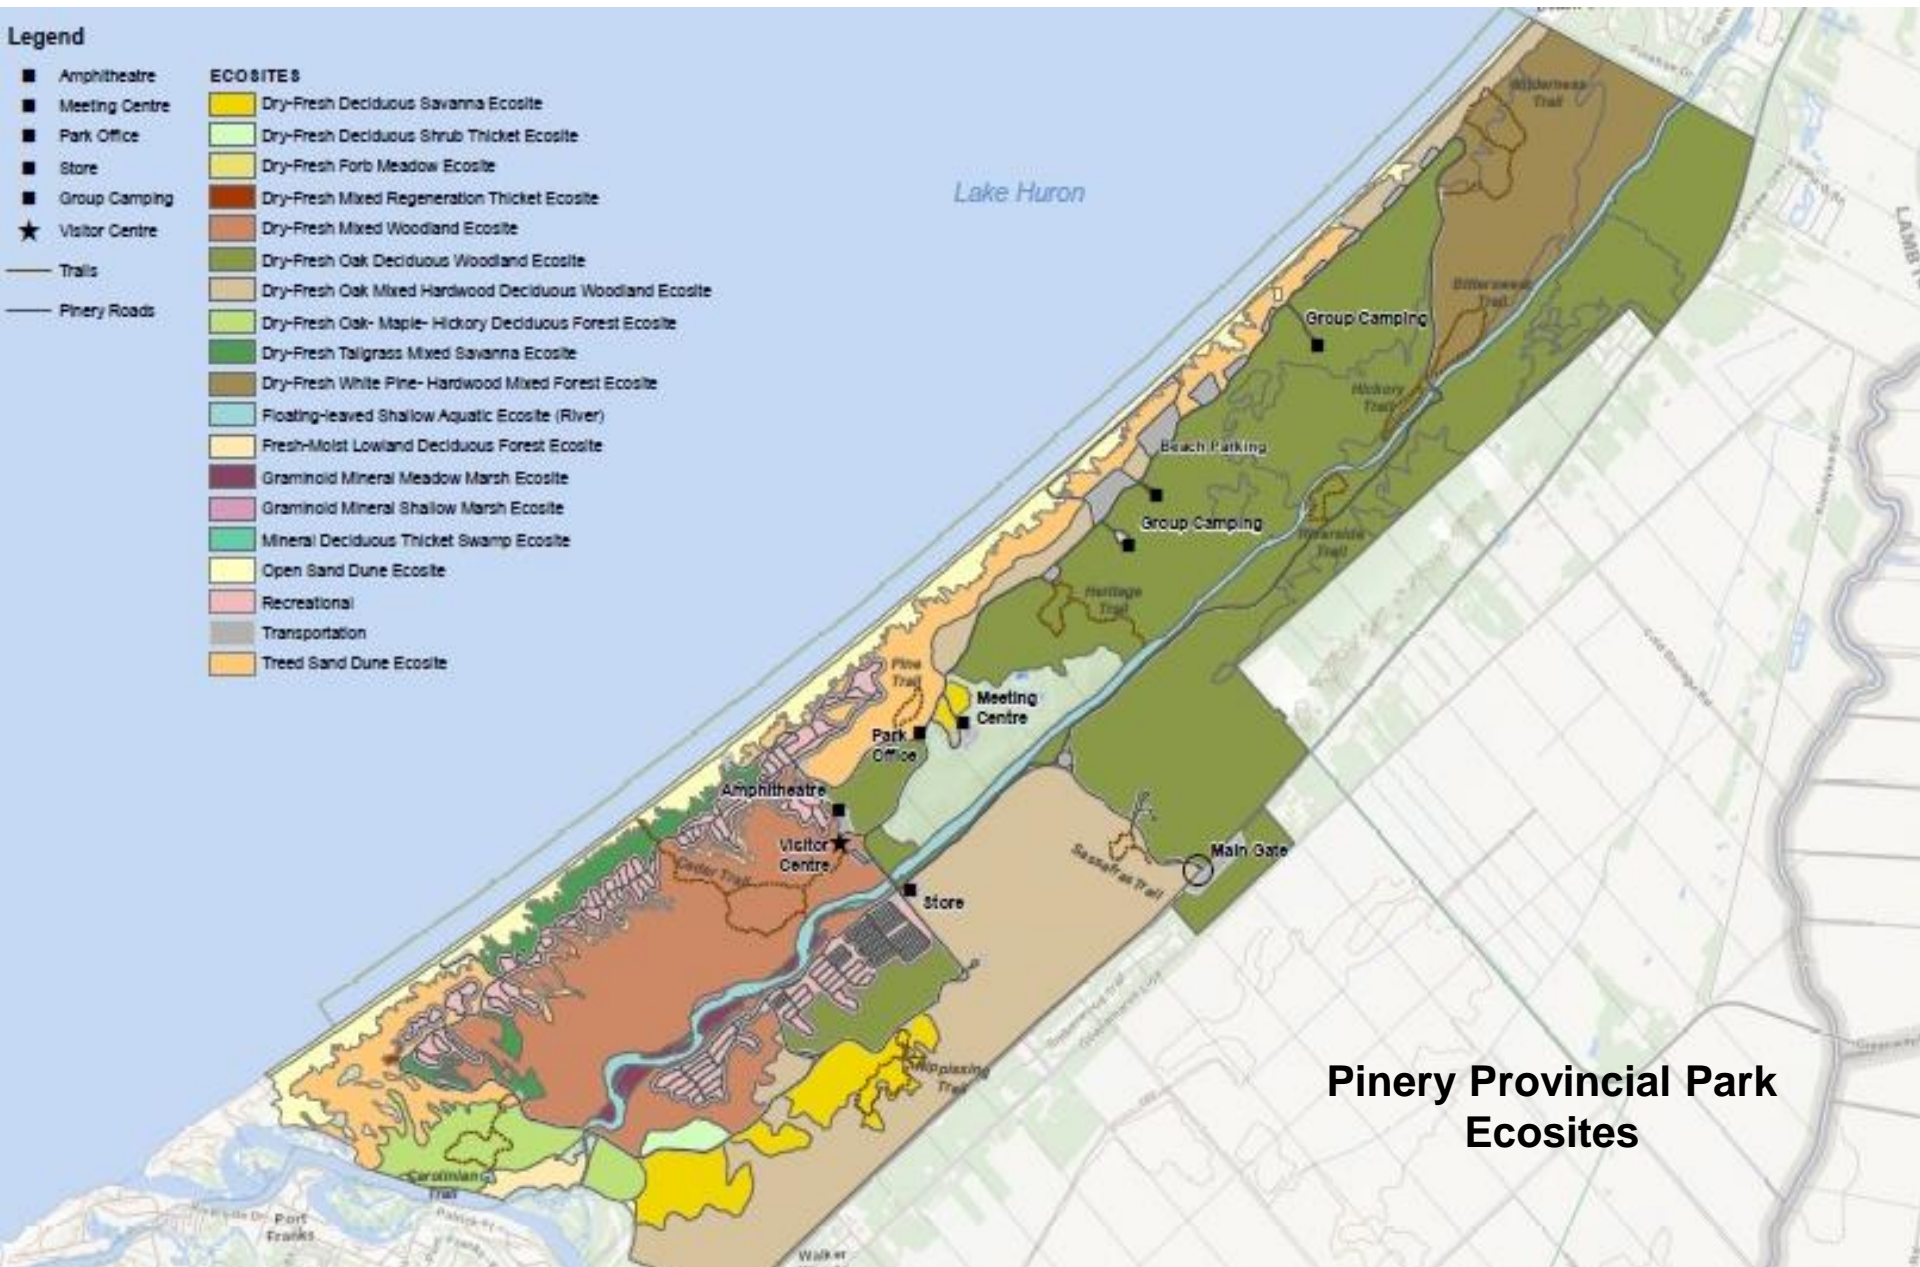 Legend
Amphitheatre
Meeting Centre
Park Office
Store
Group Camping
Visitor Centre
Trails
Pinery Roads
ECOSITES
Dry-Fresh Deciduous Savanna Ecosite
Dry-Fresh Deciduous Shrub Thicket Ecosite
Dry-Fresh Forb Meadow Ecosite
Dry-Fresh Mixed Regeneration Thicket Ecosite
Dry-Fresh Mixed Woodland Ecosite
Dry-Fresh Oak Deciduous Woodland Ecosite
Dry-Fresh Oak Mixed Hardwood Deciduous Woodland Ecosite
Dry-Fresh Oak- Maple- Hickory Deciduous Forest Ecosite
Dry-Fresh Tallgrass Mixed Savanna Ecosite
Dry-Fresh White Pine- Hardwood Mixed Forest Ecosite
Floating-leaved Shallow Aquatic Ecosite (River)
Fresh-Moist Lowland Deciduous Forest Ecosite
Graminoid Mineral Meadow Marsh Ecosite
Graminoid Mineral Shallow Marsh Ecosite
Mineral Deciduous Thicket Swamp Ecosite
Open Sand Dune Ecosite
Recreational
Transportation
Treed Sand Dune Ecosite
Lake Huron
Wilderness
Trail
Bittersweet
Trail
Group Camping
Hickory
Trail
Beach Parking
Group Camping
Riverside
Trail
Heritage
Trail
Pine
Trail
Meeting
Centre
Park
Office
Amphitheatre
Visitor
Centre
Cedar Trail
Store
Sassafras Trail
Main Gate
Nippissing
Trail
Carolinian
Trail
Port
Franks
Walker
LAMB
Pinery Provincial Park
Ecosites